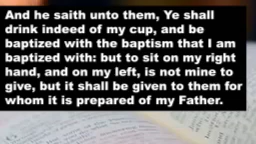 And he saith unto them, Ye shall
drink indeed of my cup, and be
baptized with the baptism that I am
baptized with: but to sit on my right
hand, and on my left, is not mine to
give, but it shall be given to them for
whom it is prepared of my Father.